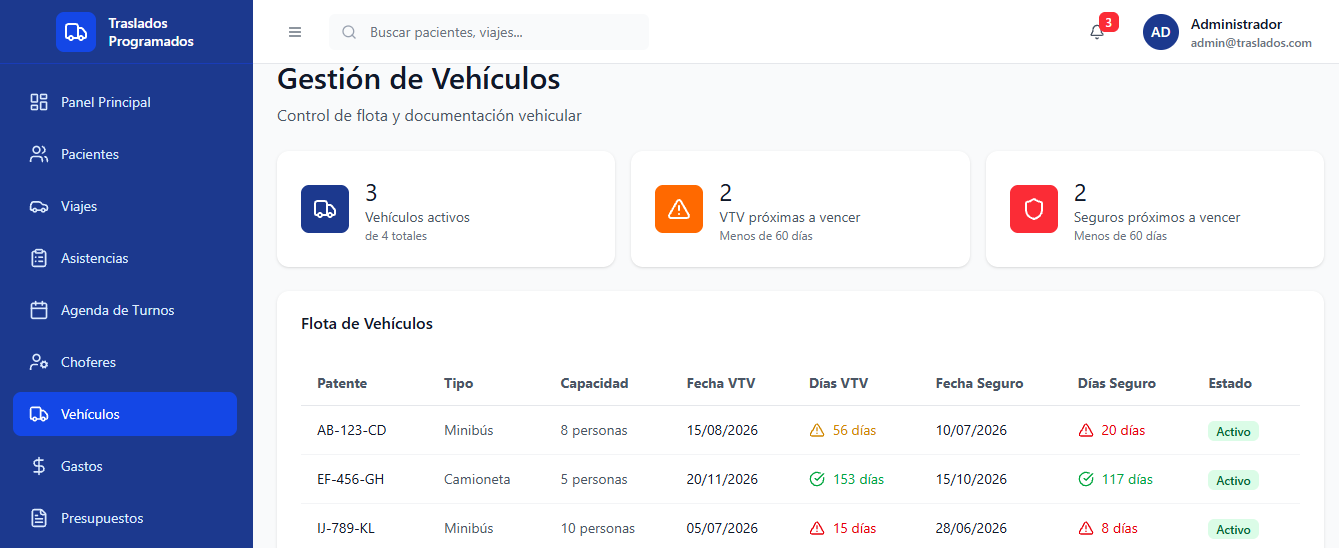 Traslados
Programados
Buscar pacientes, viajes...
3
AD
Administrador
admin@traslados.com
Panel Principal
Pacientes
Viajes
Asistencias
Agenda de Turnos
Choferes
Vehículos
Gastos
Presupuestos
Gestión de Vehículos
Control de flota y documentación vehicular
3
Vehículos activos
de 4 totales
2
VTV próximas a vencer
Menos de 60 días
2
Seguros próximos a vencer
Menos de 60 días
Flota de Vehículos
Patente Tipo Capacidad Fecha VTV Días VTV Fecha Seguro Días Seguro Estado
AB-123-CD Minibús 8 personas 15/08/2026 56 días 10/07/2026 20 días Activo
EF-456-GH Camioneta 5 personas 20/11/2026 153 días 15/10/2026 117 días Activo
IJ-789-KL Minibús 10 personas 05/07/2026 15 días 28/06/2026 8 días Activo